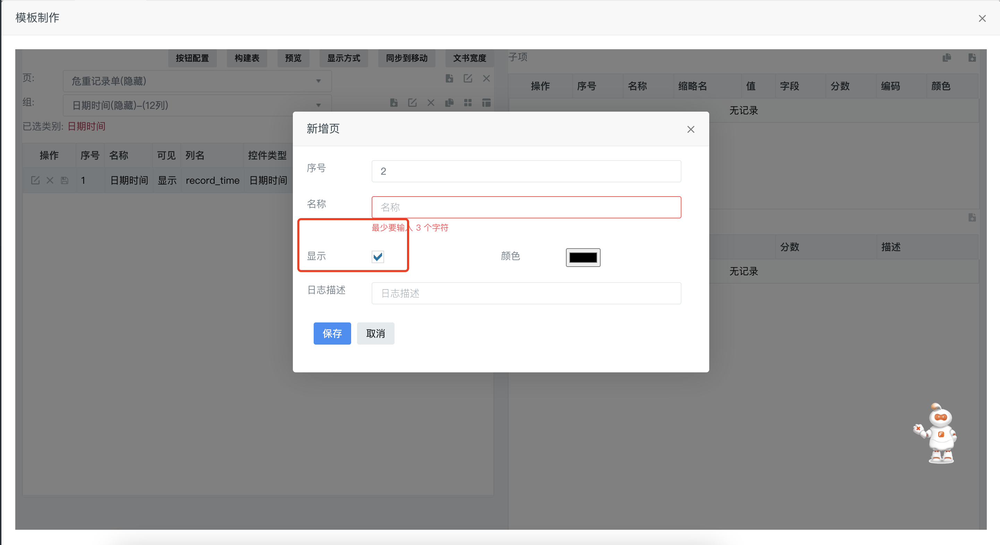 模板制作
按钮配置 构建表 预览 显示方式 同步到移动 文书宽度
页: 危重记录单(隐藏)
组: 日期时间(隐藏)-(12列)
已选类别: 日期时间
操作 序号 名称 可见 列名 控件类型
1 日期时间 显示 record_time 日期时间
子项
操作 序号 名称 缩略名 值 字段 分数 编码 颜色
无记录
分数 描述
无记录
新增页
序号 2
名称 名称
最少要输入 3 个字符
显示 颜色
日志描述 日志描述
保存 取消
F